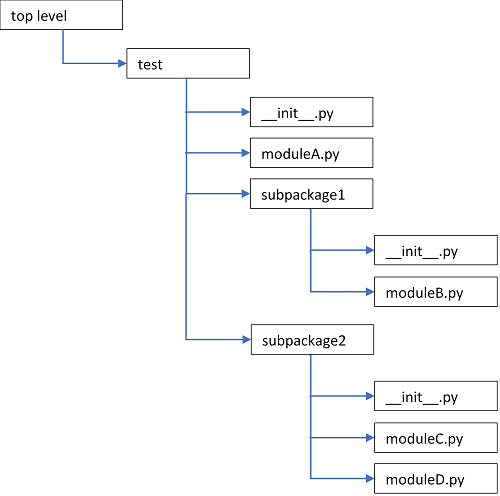 top level
test
__init__.py
moduleA.py
subpackage1
__init__.py
moduleB.py
subpackage2
__init__.py
moduleC.py
moduleD.py